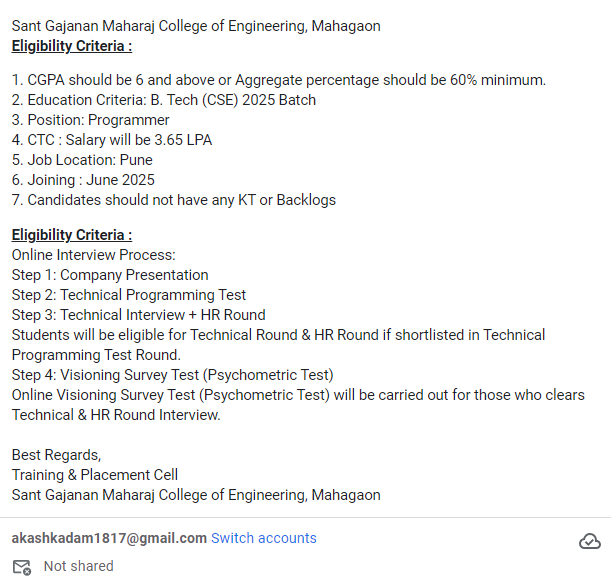 Sant Gajanan Maharaj College of Engineering, Mahagaon
Eligibility Criteria :
1. CGPA should be 6 and above or Aggregate percentage should be 60% minimum.
2. Education Criteria: B. Tech (CSE) 2025 Batch
3. Position: Programmer
4. CTC : Salary will be 3.65 LPA
5. Job Location: Pune
6. Joining : June 2025
7. Candidates should not have any KT or Backlogs
Eligibility Criteria :
Online Interview Process:
Step 1: Company Presentation
Step 2: Technical Programming Test
Step 3: Technical Interview + HR Round
Students will be eligible for Technical Round & HR Round if shortlisted in Technical
Programming Test Round.
Step 4: Visioning Survey Test (Psychometric Test)
Online Visioning Survey Test (Psychometric Test) will be carried out for those who clears
Technical & HR Round Interview.
Best Regards,
Training & Placement Cell
Sant Gajanan Maharaj College of Engineering, Mahagaon
akashkadam1817@gmail.com Switch accounts
Not shared